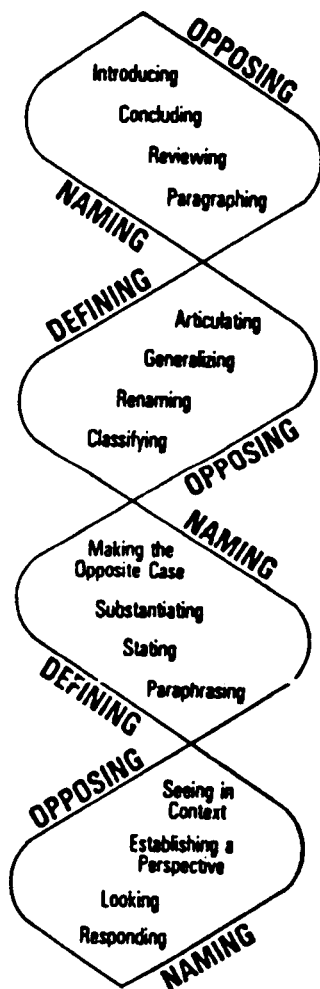 OPPOSING
Introducing
Concluding
Reviewing
Paragraphing
NAMING
DEFINING
Articulating
Generalizing
Renaming
Classifying
OPPOSING
NAMING
Making the
Opposite Case
Substantiating
Stating
Paraphrasing
DEFINING
OPPOSING
Seeing in
Context
Establishing a
Perspective
Looking
Responding
NAMING